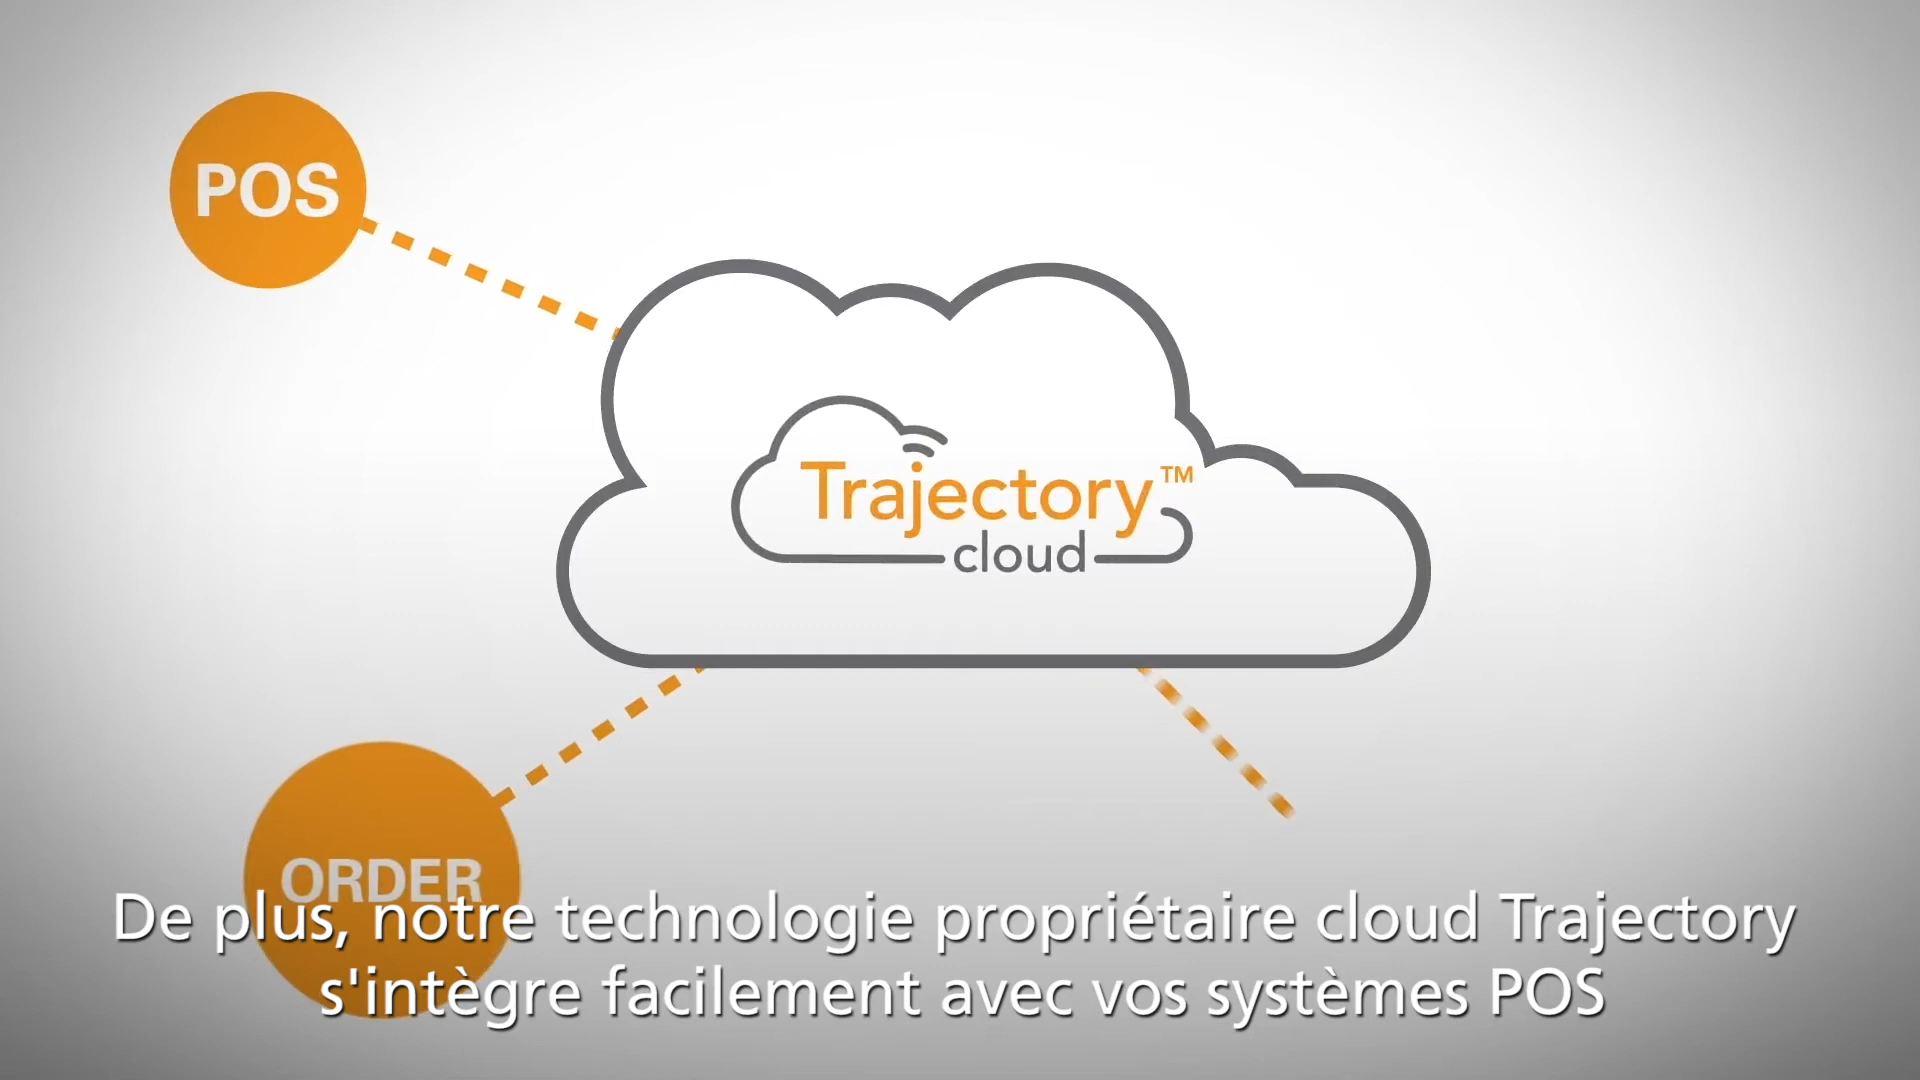 POS
Trajectory™
cloud
ORDER
De plus, notre technologie propriétaire cloud Trajectory
s'intègre facilement avec vos systèmes POS